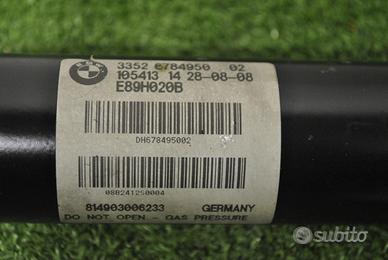 BMW
3352 6784950 02
105413 14 28-08-08
E89H020B
DH678495002
088241250004
814903006233 GERMANY
DO NOT OPEN - GAS PRESSURE
subito